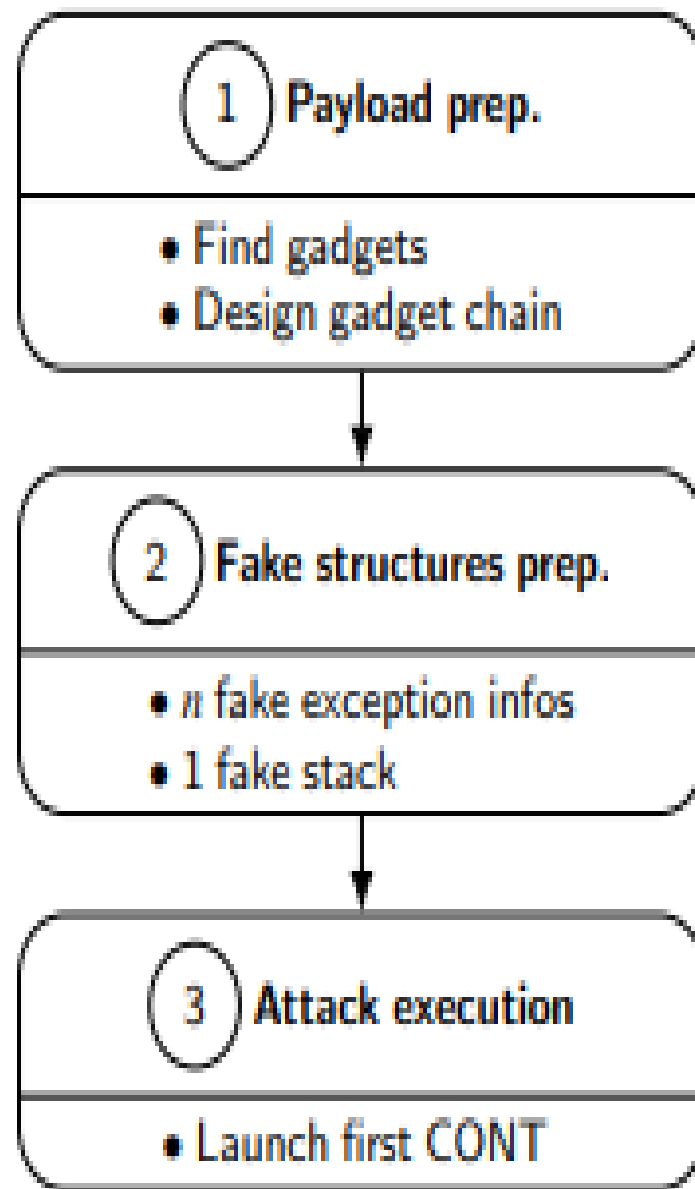 1 Payload prep.
• Find gadgets
• Design gadget chain
2 Fake structures prep.
• n fake exception infos
• 1 fake stack
3 Attack execution
• Launch first CONT